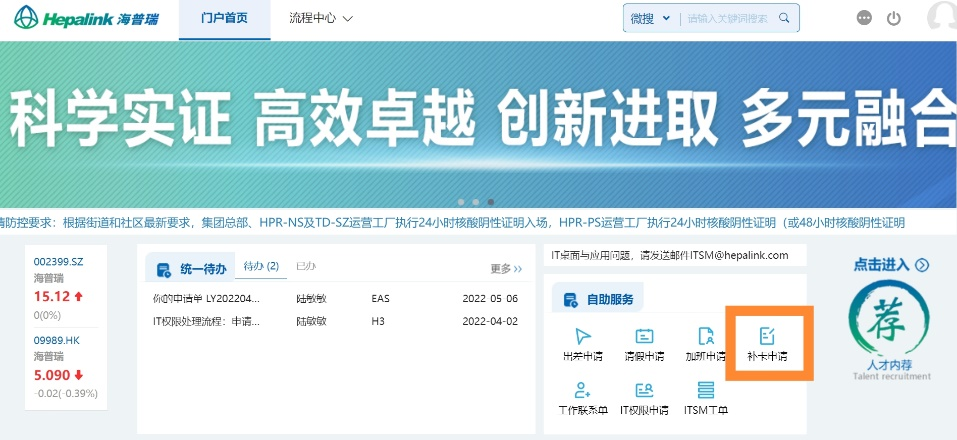 Hepalink 海普瑞
门户首页
流程中心
微搜
请输入关键词搜索
科学实证 高效卓越 创新进取 多元融合
情防控要求：根据街道和社区最新要求，集团总部、HPR-NS及TD-SZ运营工厂执行24小时核酸阴性证明入场，HPR-PS运营工厂执行24小时核酸阴性证明（或48小时核酸阴性证明
002399.SZ
海普瑞
15.12
0(0%)
09989.HK
海普瑞
5.090
-0.02(-0.39%)
统一待办 待办 (2) 已办 更多
你的申请单 LY202204... 陆敏敏 EAS 2022-05-06
IT权限处理流程：申请... 陆敏敏 H3 2022-04-02
IT桌面与应用问题，请发送邮件ITSM@hepalink.com
自助服务
出差申请 请假申请 加班申请 补卡申请
工作联系单 IT权限申请 ITSM工单
点击进入
荐
人才内荐
Talent recruitment